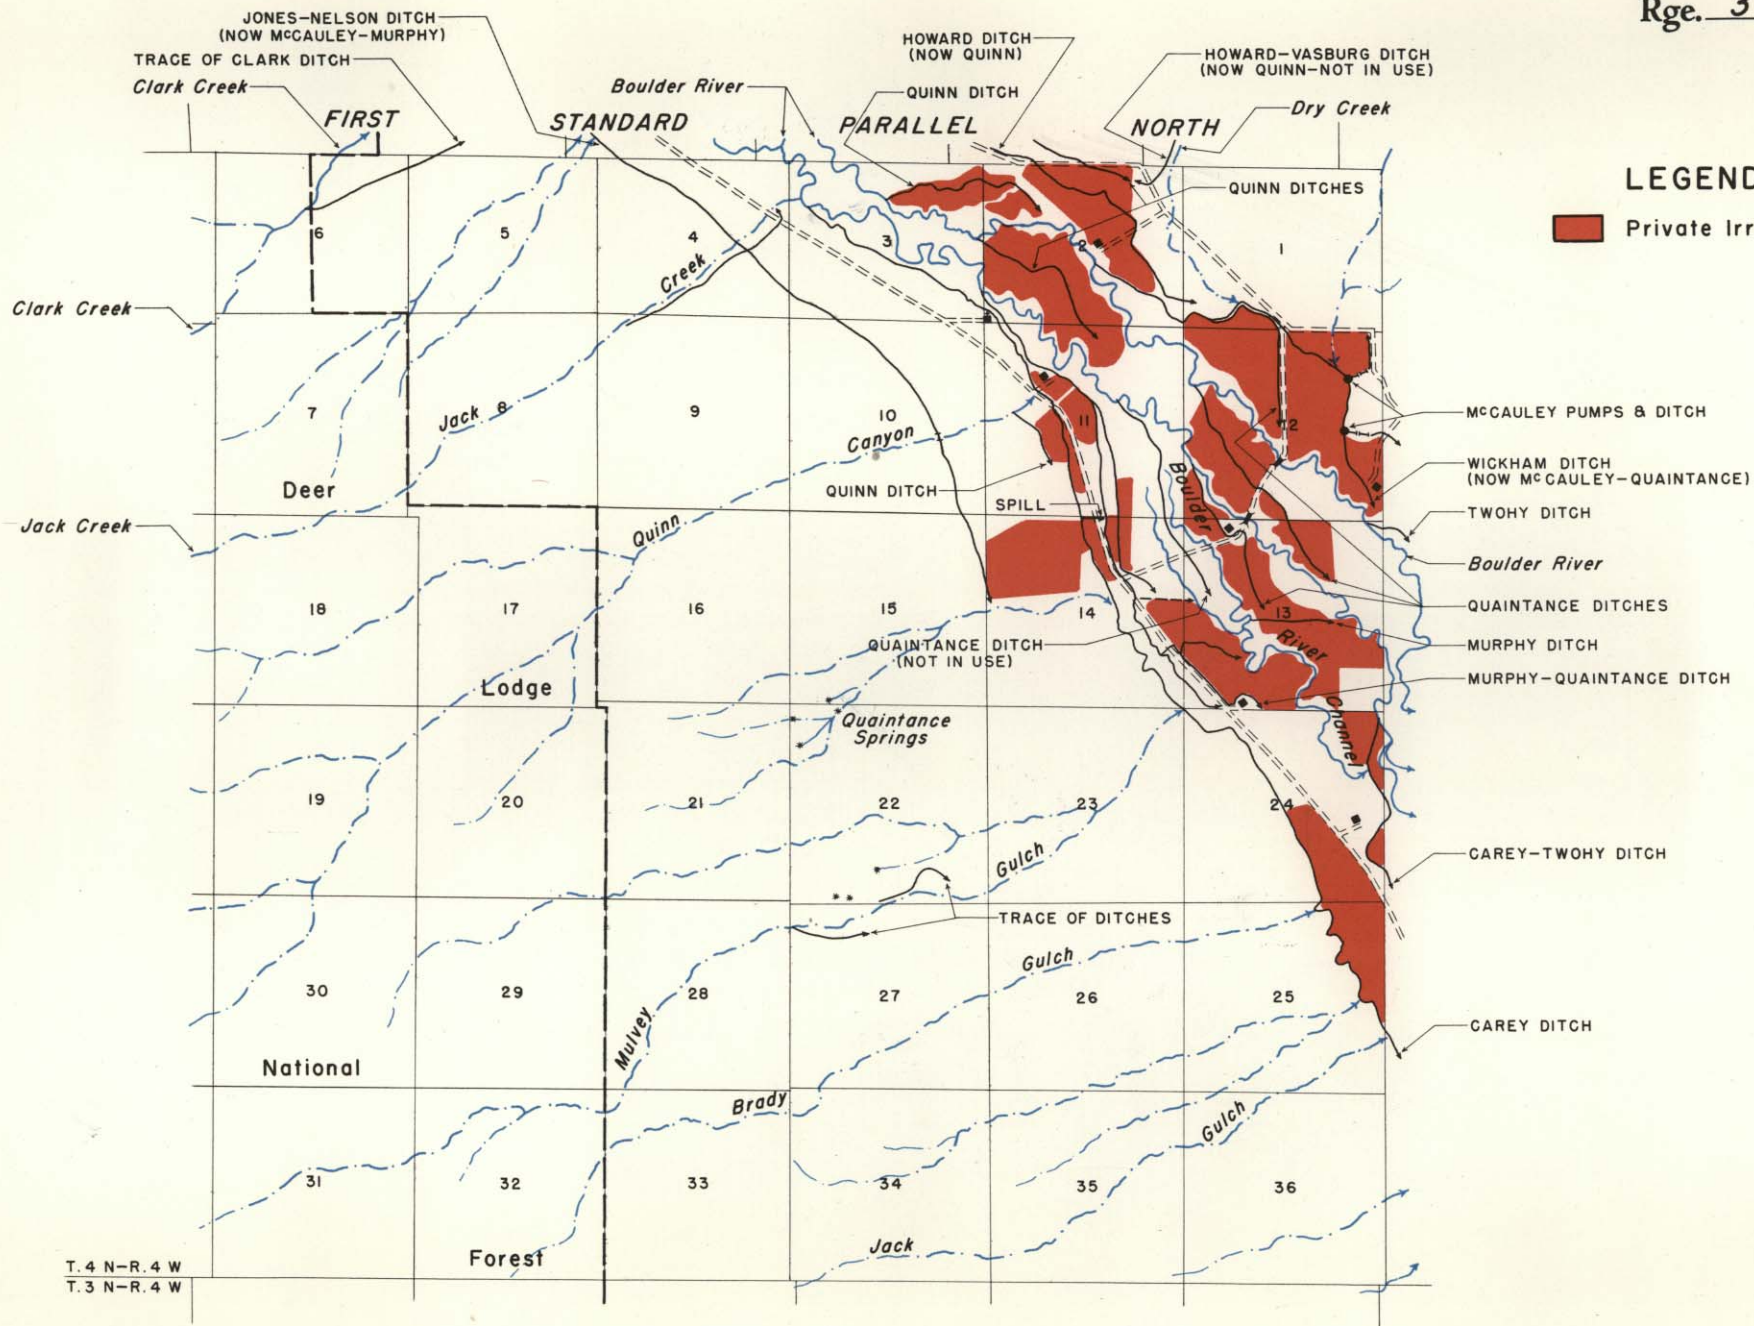 Rge. 3
JONES-NELSON DITCH
(NOW McCAULEY-MURPHY)
TRACE OF CLARK DITCH
Clark Creek
Boulder River
HOWARD DITCH
(NOW QUINN)
QUINN DITCH
HOWARD-VASBURG DITCH
(NOW QUINN-NOT IN USE)
Dry Creek
FIRST STANDARD PARALLEL NORTH
LEGEND
Private Irr
QUINN DITCHES
6 5 4 3 2 1
Creek
Clark Creek
7 8 9 10 11 12
Jack
Canyon
McCAULEY PUMPS & DITCH
Deer
QUINN DITCH
SPILL
Boulder
WICKHAM DITCH
(NOW McCAULEY-QUAINTANCE)
TWOHY DITCH
Jack Creek
Quinn
Boulder River
18 17 16 15 14 13
QUAINTANCE DITCHES
QUAINTANCE DITCH
(NOT IN USE)
River
MURPHY DITCH
Lodge
MURPHY-QUAINTANCE DITCH
Quaintance
Springs
Channel
19 20 21 22 23 24
Gulch
CAREY-TWOHY DITCH
TRACE OF DITCHES
Gulch
30 29 28 27 26 25
Mulvey
CAREY DITCH
National
Brady
Gulch
31 32 33 34 35 36
Jack
Forest
T.4 N-R.4 W
T.3 N-R.4 W